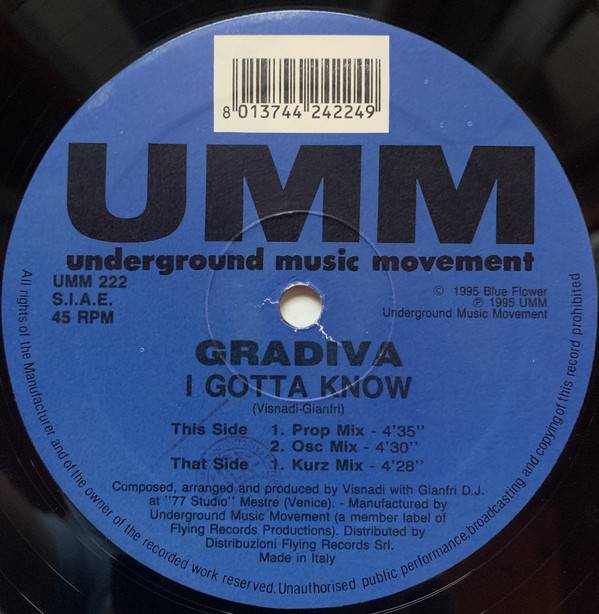 8 013744 242249
UMM
underground music movement
UMM 222
S.I.A.E.
45 RPM
© 1995 Blue Flower
℗ 1995 UMM
Underground Music Movement
GRADIVA
I GOTTA KNOW
(Visnadi-Gianfri)
This Side 1. Prop Mix - 4'35"
2. Osc Mix - 4'30"
That Side 1. Kurz Mix - 4'28"
Composed, arranged and produced by Visnadi with Gianfri D.J.
at "77 Studio" Mestre (Venice). - Manufactured by
Underground Music Movement (a member label of
Flying Records Productions). Distributed by
Distribuzioni Flying Records Srl.
Made in Italy
All rights of the Manufacturer and of the owner of the recorded work reserved. Unauthorised public performance, broadcasting and copying of this record prohibited